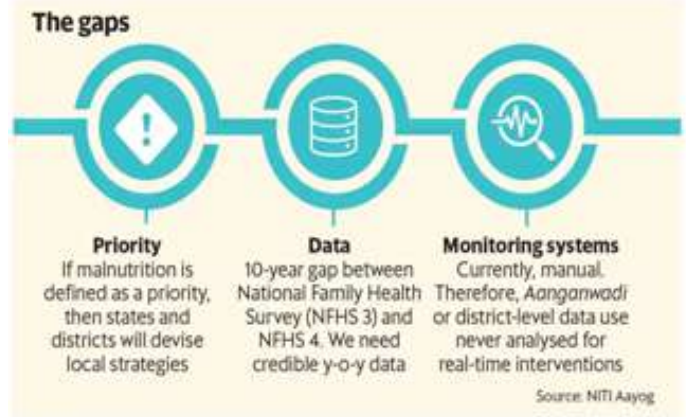 The gaps
Priority
If malnutrition is
defined as a priority,
then states and
districts will devise
local strategies
Data
10-year gap between
National Family Health
Survey (NFHS 3) and
NFHS 4. We need
credible y-o-y data
Monitoring systems
Currently, manual.
Therefore, Aanganwadi
or district-level data use
never analysed for
real-time interventions
Source: NITI Aayog